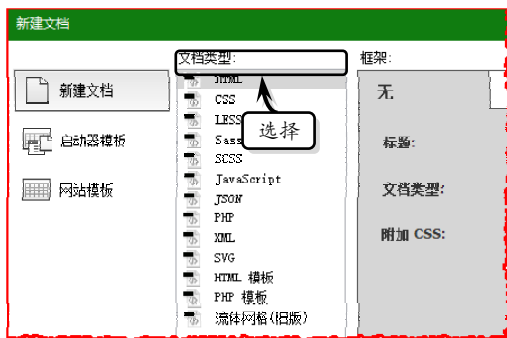 新建文档
新建文档
启动器模板
网站模板
文档类型:
HTML
CSS
LESS
Sass
SCSS
JavaScript
JSON
PHP
XML
SVG
HTML 模板
PHP 模板
流体网格(旧版)
选择
框架:
无
标题:
文档类型:
附加 CSS: